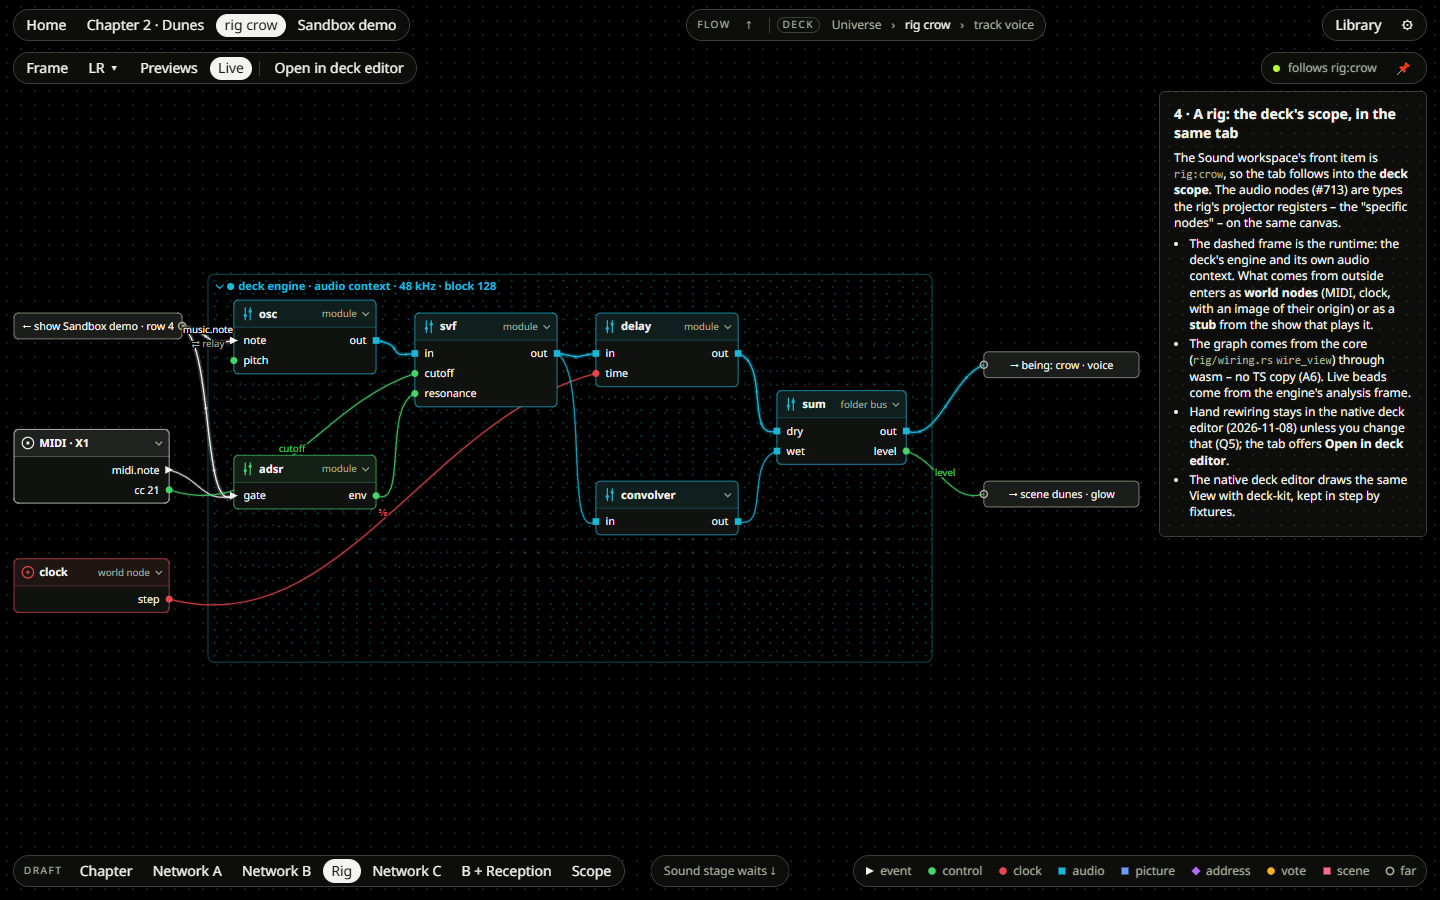 Home Chapter 2 · Dunes rig crow Sandbox demo
FLOW ↑ DECK Universe › rig crow › track voice
Library ⚙
Frame LR ▾ Previews Live Open in deck editor
follows rig:crow 📌
4 · A rig: the deck's scope, in the
same tab
The Sound workspace's front item is
rig:crow, so the tab follows into the deck
scope. The audio nodes (#713) are types
the rig's projector registers – the "specific
nodes" – on the same canvas.
• The dashed frame is the runtime: the
deck's engine and its own audio
context. What comes from outside
enters as world nodes (MIDI, clock,
with an image of their origin) or as a
stub from the show that plays it.
• The graph comes from the core
(rig/wiring.rs wire_view) through
wasm – no TS copy (A6). Live beads
come from the engine's analysis frame.
• Hand rewiring stays in the native deck
editor (2026-11-08) unless you change
that (Q5); the tab offers Open in deck
editor.
• The native deck editor draws the same
View with deck-kit, kept in step by
fixtures.
deck engine · audio context · 48 kHz · block 128
← show Sandbox demo · row 4
music.note
⇄ relay
osc module
note out
pitch
svf module
in out
cutoff
resonance
delay module
in out
time
→ being: crow · voice
sum folder bus
dry out
wet level
level
MIDI · X1
midi.note
cc 21
cutoff
adsr module
gate env
convolver
in out
→ scene dunes · glow
clock world node
step
DRAFT Chapter Network A Network B Rig Network C B + Reception Scope
Sound stage waits ↓
event control clock audio picture address vote scene far